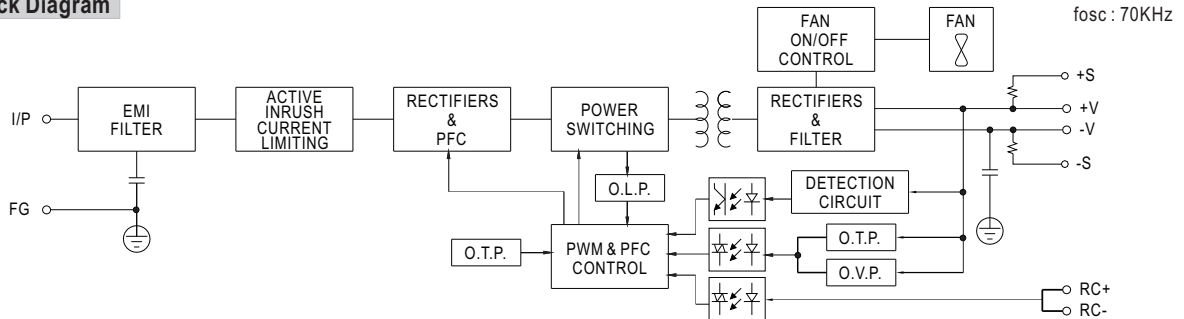 ck Diagram
fosc : 70KHz
FAN
ON/OFF
CONTROL
FAN
I/P
EMI
FILTER
ACTIVE
INRUSH
CURRENT
LIMITING
RECTIFIERS
&
PFC
POWER
SWITCHING
RECTIFIERS
&
FILTER
+S
+V
-V
-S
FG
O.L.P.
DETECTION
CIRCUIT
O.T.P.
PWM & PFC
CONTROL
O.T.P.
O.V.P.
RC+
RC-